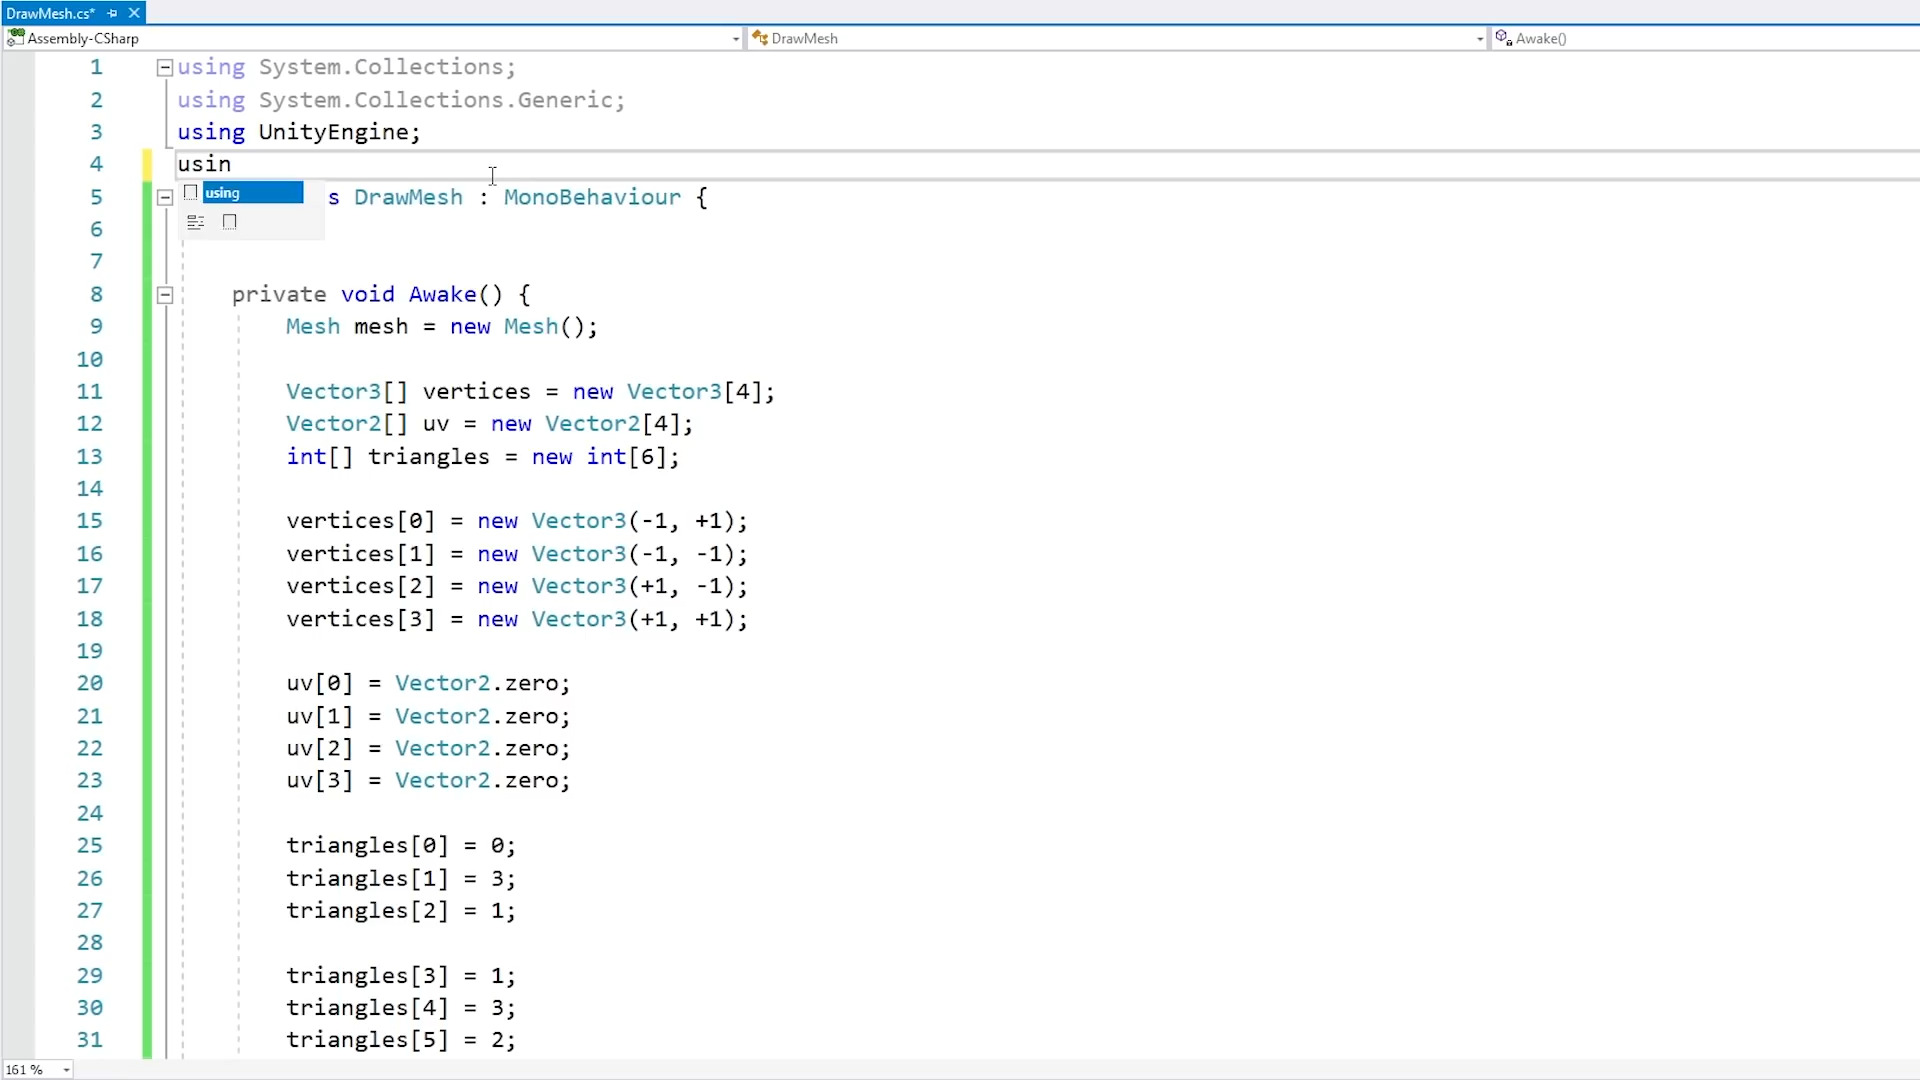 DrawMesh.cs*
Assembly-CSharp DrawMesh Awake()
1 using System.Collections;
2 using System.Collections.Generic;
3 using UnityEngine;
4 usin
using
5 s DrawMesh : MonoBehaviour {
6
7
8 private void Awake() {
9 Mesh mesh = new Mesh();
10
11 Vector3[] vertices = new Vector3[4];
12 Vector2[] uv = new Vector2[4];
13 int[] triangles = new int[6];
14
15 vertices[0] = new Vector3(-1, +1);
16 vertices[1] = new Vector3(-1, -1);
17 vertices[2] = new Vector3(+1, -1);
18 vertices[3] = new Vector3(+1, +1);
19
20 uv[0] = Vector2.zero;
21 uv[1] = Vector2.zero;
22 uv[2] = Vector2.zero;
23 uv[3] = Vector2.zero;
24
25 triangles[0] = 0;
26 triangles[1] = 3;
27 triangles[2] = 1;
28
29 triangles[3] = 1;
30 triangles[4] = 3;
31 triangles[5] = 2;
161 %